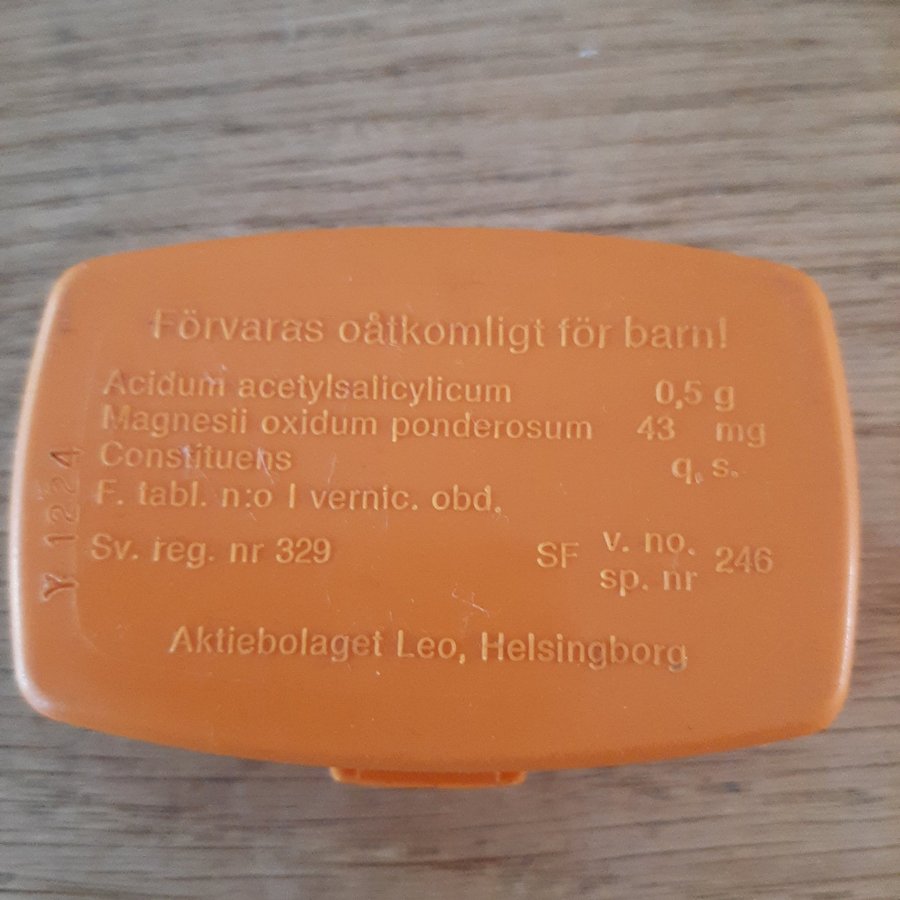 Förvaras oåtkomligt för barn!
Acidum acetylsalicylicum 0,5 g
Magnesii oxidum ponderosum 43 mg
Constituens q. s.
F. tabl. n:o I vernic. obd.
Sv. reg. nr 329 SF v. no. 246
sp. nr
Aktiebolaget Leo, Helsingborg
Y 1224